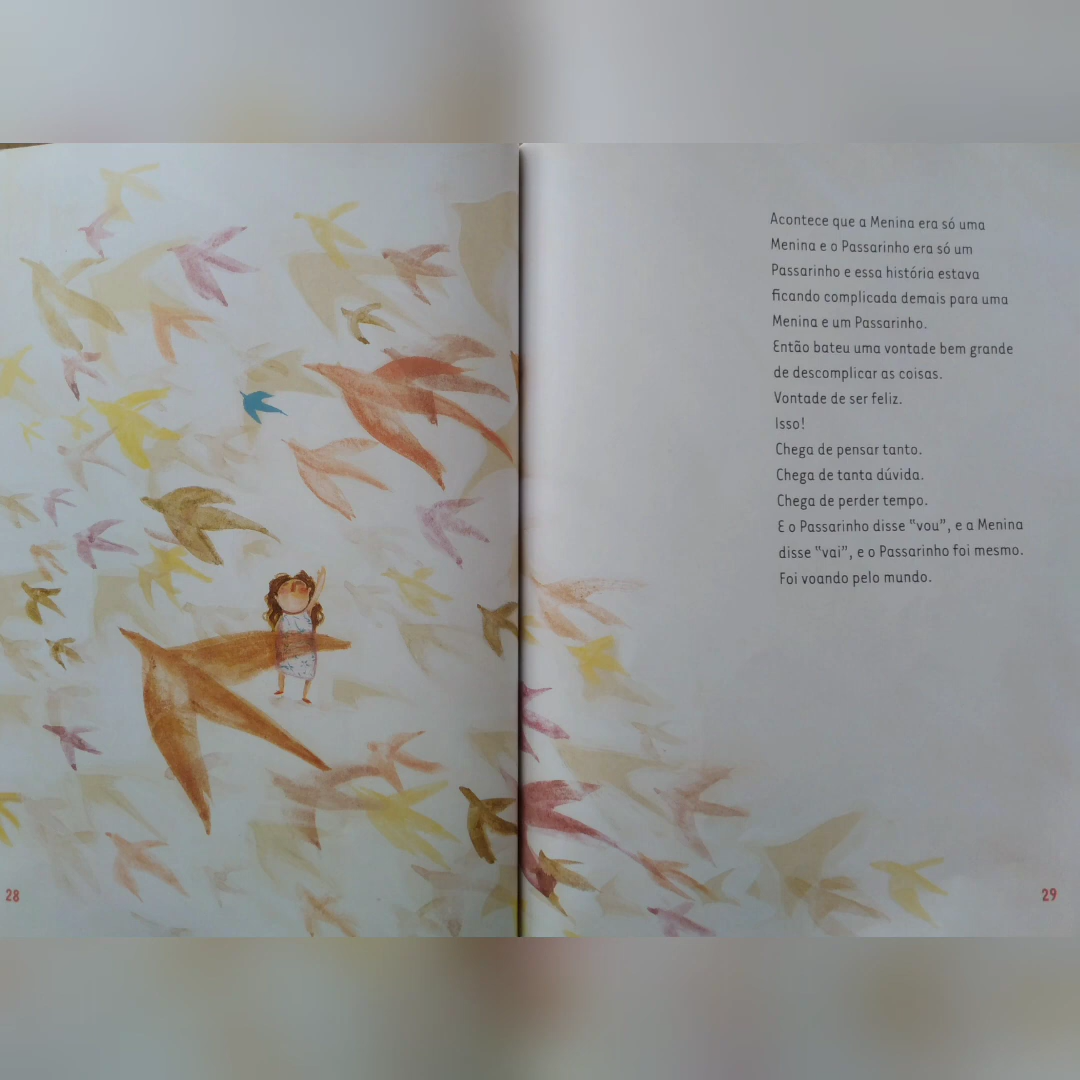 Acontece que a Menina era só uma
Menina e o Passarinho era só um
Passarinho e essa história estava
ficando complicada demais para uma
Menina e um Passarinho.
Então bateu uma vontade bem grande
de descomplicar as coisas.
Vontade de ser feliz.
Isso!
Chega de pensar tanto.
Chega de tanta dúvida.
Chega de perder tempo.
E o Passarinho disse "vou", e a Menina
disse "vai", e o Passarinho foi mesmo.
Foi voando pelo mundo.
28
29